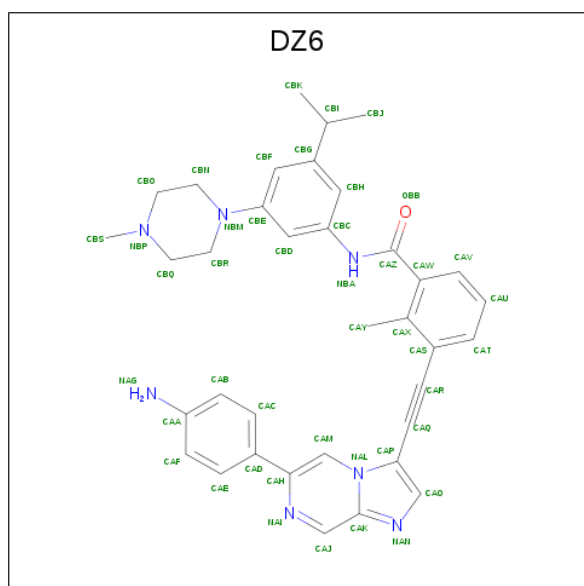 DZ6
CBK
CBI
CBJ
CBG
CBF
CBH
CBN
CBO
OBB
NBM
CBE
CBC
CBS
NBP
CBD
CBR
CBQ
O
N
N
N
H
NBA
CAZ
CAW
CAV
CAU
CAY
CAX
CAS
CAT
NAG
H₂N
CAB
CAC
CAR
CAA
CAQ
CAM
NAL
CAP
CAF
CAD
CAH
CAE
N
CAO
N
NAI
CAJ
CAK
N
NAN